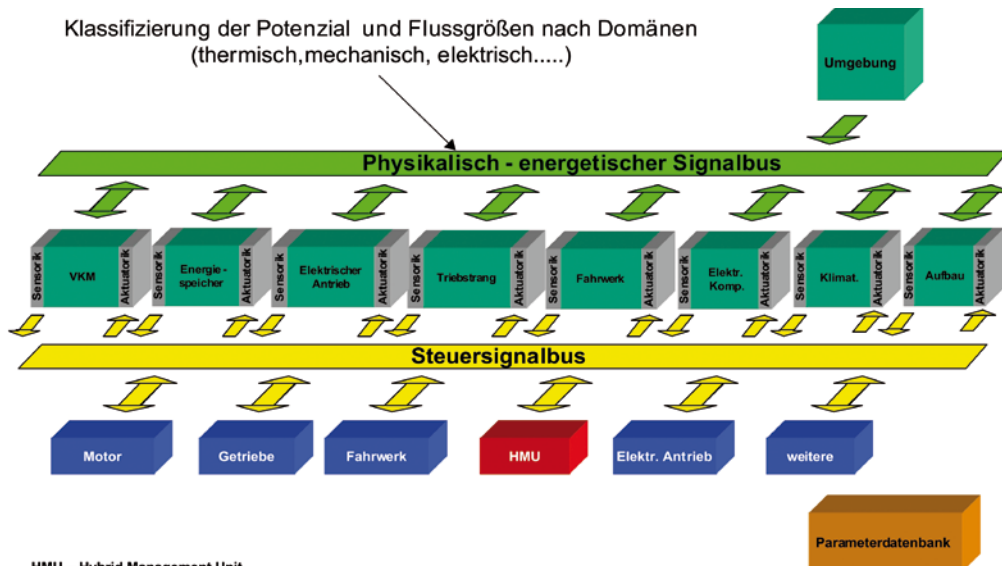 Klassifizierung der Potenzial und Flussgrößen nach Domänen
(thermisch,mechanisch, elektrisch.....)
Umgebung
Physikalisch - energetischer Signalbus
Sensorik
VKM
Aktuatorik
Sensorik
Energie -
speicher
Aktuatorik
Sensorik
Elektrischer
Antrieb
Aktuatorik
Sensorik
Triebstrang
Aktuatorik
Sensorik
Fahrwerk
Aktuatorik
Sensorik
Elektr.
Komp.
Aktuatorik
Sensorik
Klimat.
Aktuatorik
Sensorik
Aufbau
Aktuatorik
Steuersignalbus
Motor
Getriebe
Fahrwerk
HMU
Elektr. Antrieb
weitere
Parameterdatenbank
HMU Hybrid Management Unit